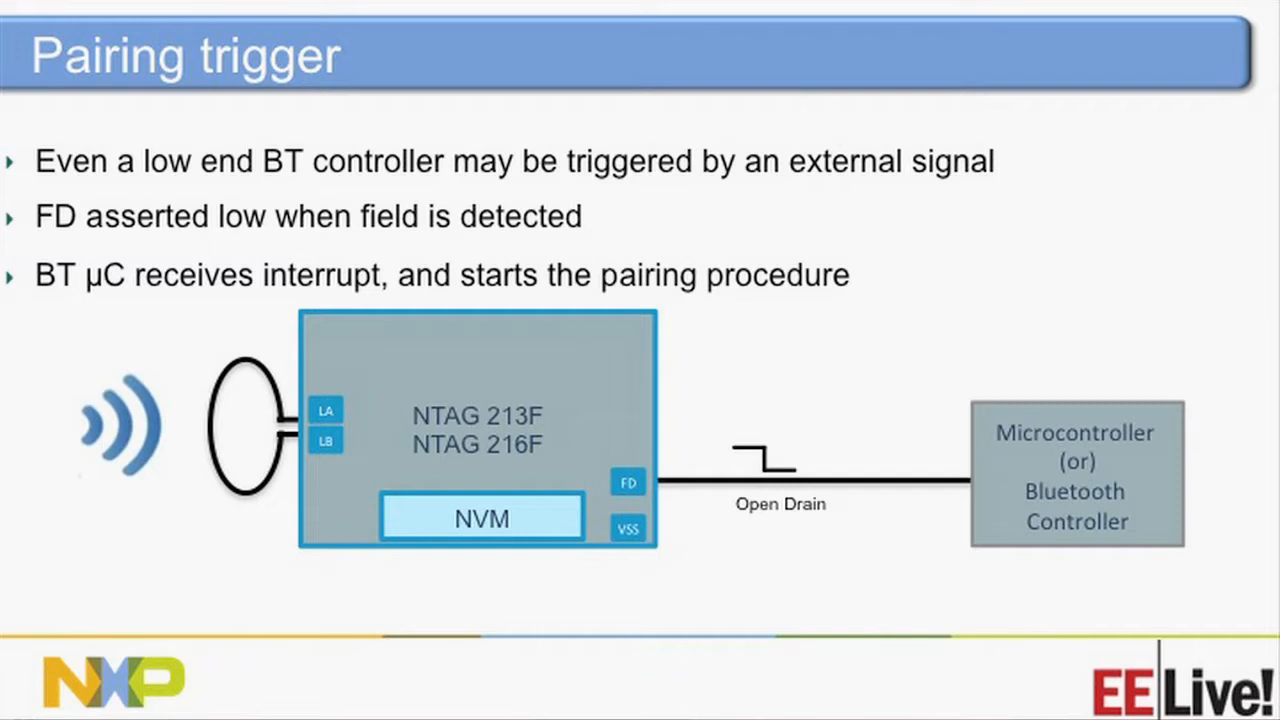 Pairing trigger
Even a low end BT controller may be triggered by an external signal
FD asserted low when field is detected
BT µC receives interrupt, and starts the pairing procedure
LA
LB
NTAG 213F
NTAG 216F
FD
NVM
VSS
Open Drain
Microcontroller
(or)
Bluetooth
Controller
NXP
EE Live!